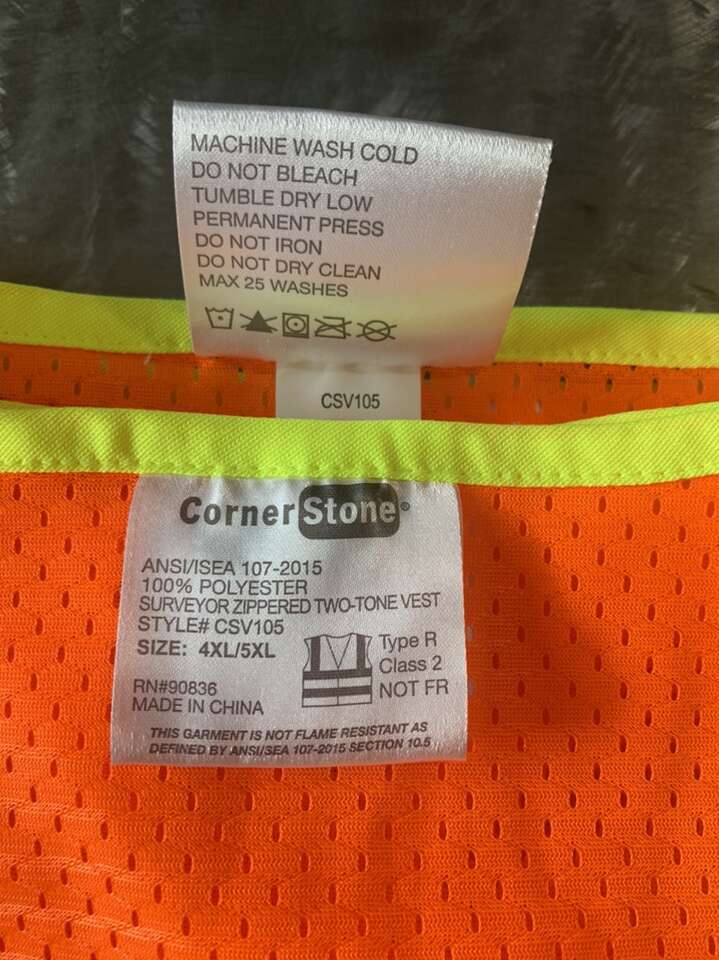 MACHINE WASH COLD
DO NOT BLEACH
TUMBLE DRY LOW
PERMANENT PRESS
DO NOT IRON
DO NOT DRY CLEAN
MAX 25 WASHES
CSV105
CornerStone®
ANSI/ISEA 107-2015
100% POLYESTER
SURVEYOR ZIPPERED TWO-TONE VEST
STYLE# CSV105
SIZE: 4XL/5XL
Type R
Class 2
NOT FR
RN#90836
MADE IN CHINA
THIS GARMENT IS NOT FLAME RESISTANT AS
DEFINED BY ANSI/ISEA 107-2015 SECTION 10.5